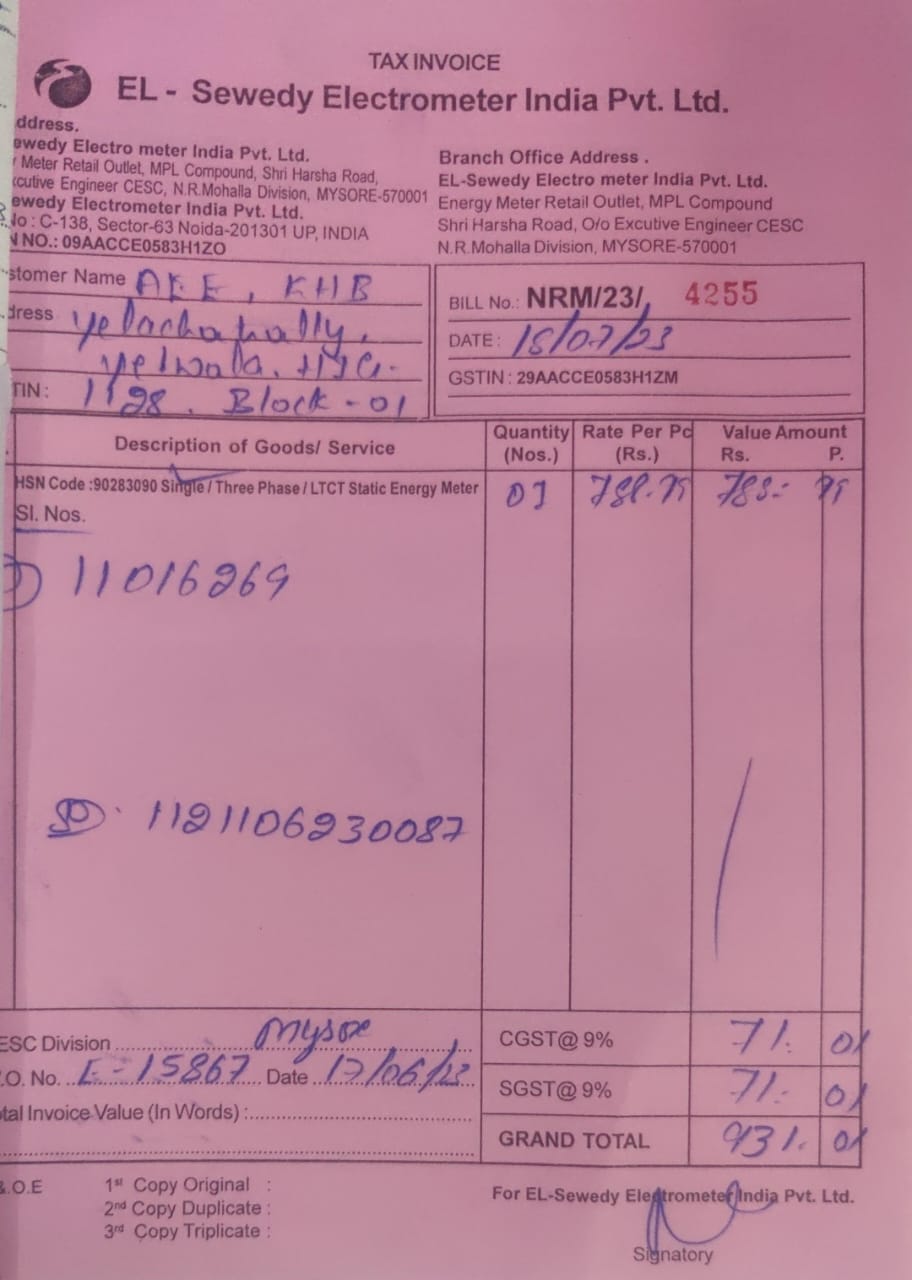 TAX INVOICE
EL - Sewedy Electrometer India Pvt. Ltd.
ddress.
ewedy Electro meter India Pvt. Ltd.
Meter Retail Outlet, MPL Compound, Shri Harsha Road,
cutive Engineer CESC, N.R.Mohalla Division, MYSORE-570001
ewedy Electrometer India Pvt. Ltd.
No : C-138, Sector-63 Noida-201301 UP, INDIA
N NO.: 09AACCE0583H1ZO
Branch Office Address .
EL-Sewedy Electro meter India Pvt. Ltd.
Energy Meter Retail Outlet, MPL Compound
Shri Harsha Road, O/o Excutive Engineer CESC
N.R.Mohalla Division, MYSORE-570001
stomer Name AEE, KHB
dress
Yelwala.
TIN : 1198. Block - 01
BILL No.: NRM/23/ 4255
DATE : 18/07/23
GSTIN : 29AACCE0583H1ZM
Description of Goods/ Service Quantity (Nos.) Rate Per Pc (Rs.) Value Amount Rs. P.
HSN Code :90283090 Single / Three Phase / LTCT Static Energy Meter 01 788.79 788.- 79
Sl. Nos.
11016269
1121106230087
ESC Division Mysore
.O. No. E-15867 Date 17/06/23
tal Invoice Value (In Words) :
CGST@ 9% 71. 01
SGST@ 9% 71.- 01
GRAND TOTAL 931. 01
&.O.E
1st Copy Original :
2nd Copy Duplicate :
3rd Copy Triplicate :
For EL-Sewedy Electrometer India Pvt. Ltd.
Signatory